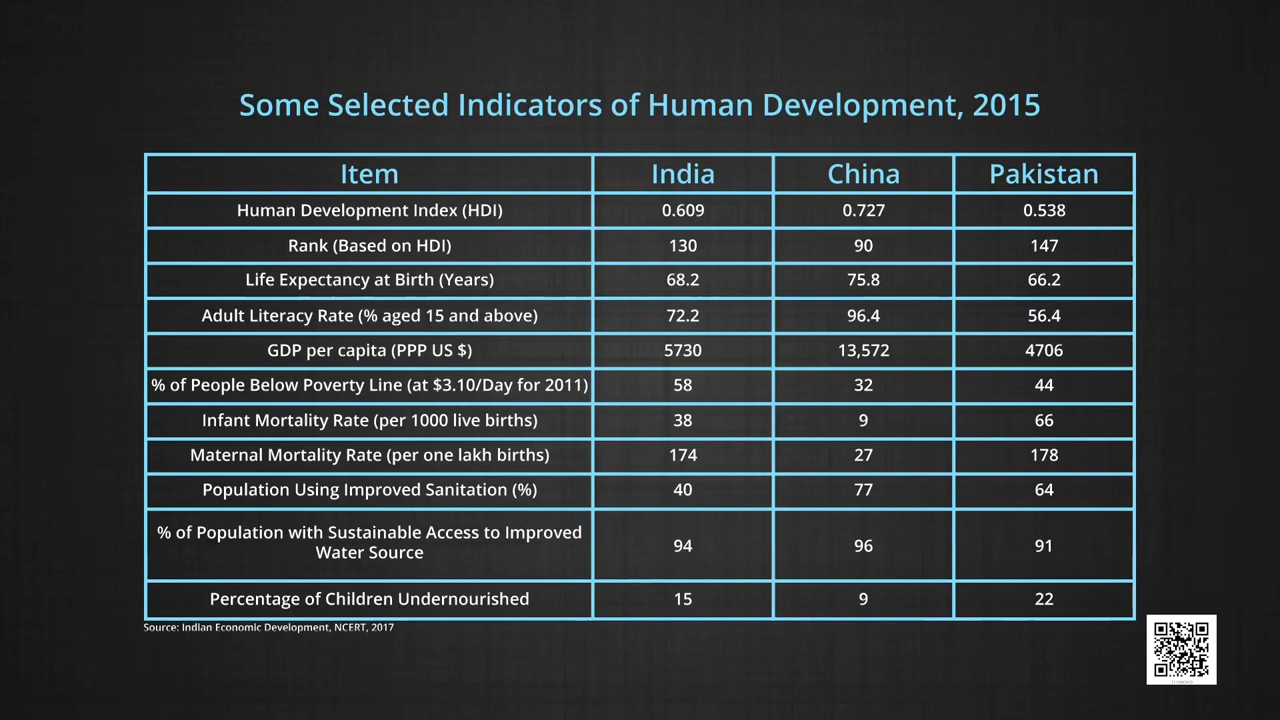 Some Selected Indicators of Human Development, 2015
Item India China Pakistan
Human Development Index (HDI) 0.609 0.727 0.538
Rank (Based on HDI) 130 90 147
Life Expectancy at Birth (Years) 68.2 75.8 66.2
Adult Literacy Rate (% aged 15 and above) 72.2 96.4 56.4
GDP per capita (PPP US $) 5730 13,572 4706
% of People Below Poverty Line (at $3.10/Day for 2011) 58 32 44
Infant Mortality Rate (per 1000 live births) 38 9 66
Maternal Mortality Rate (per one lakh births) 174 27 178
Population Using Improved Sanitation (%) 40 77 64
% of Population with Sustainable Access to Improved
Water Source 94 96 91
Percentage of Children Undernourished 15 9 22
Source: Indian Economic Development, NCERT, 2017